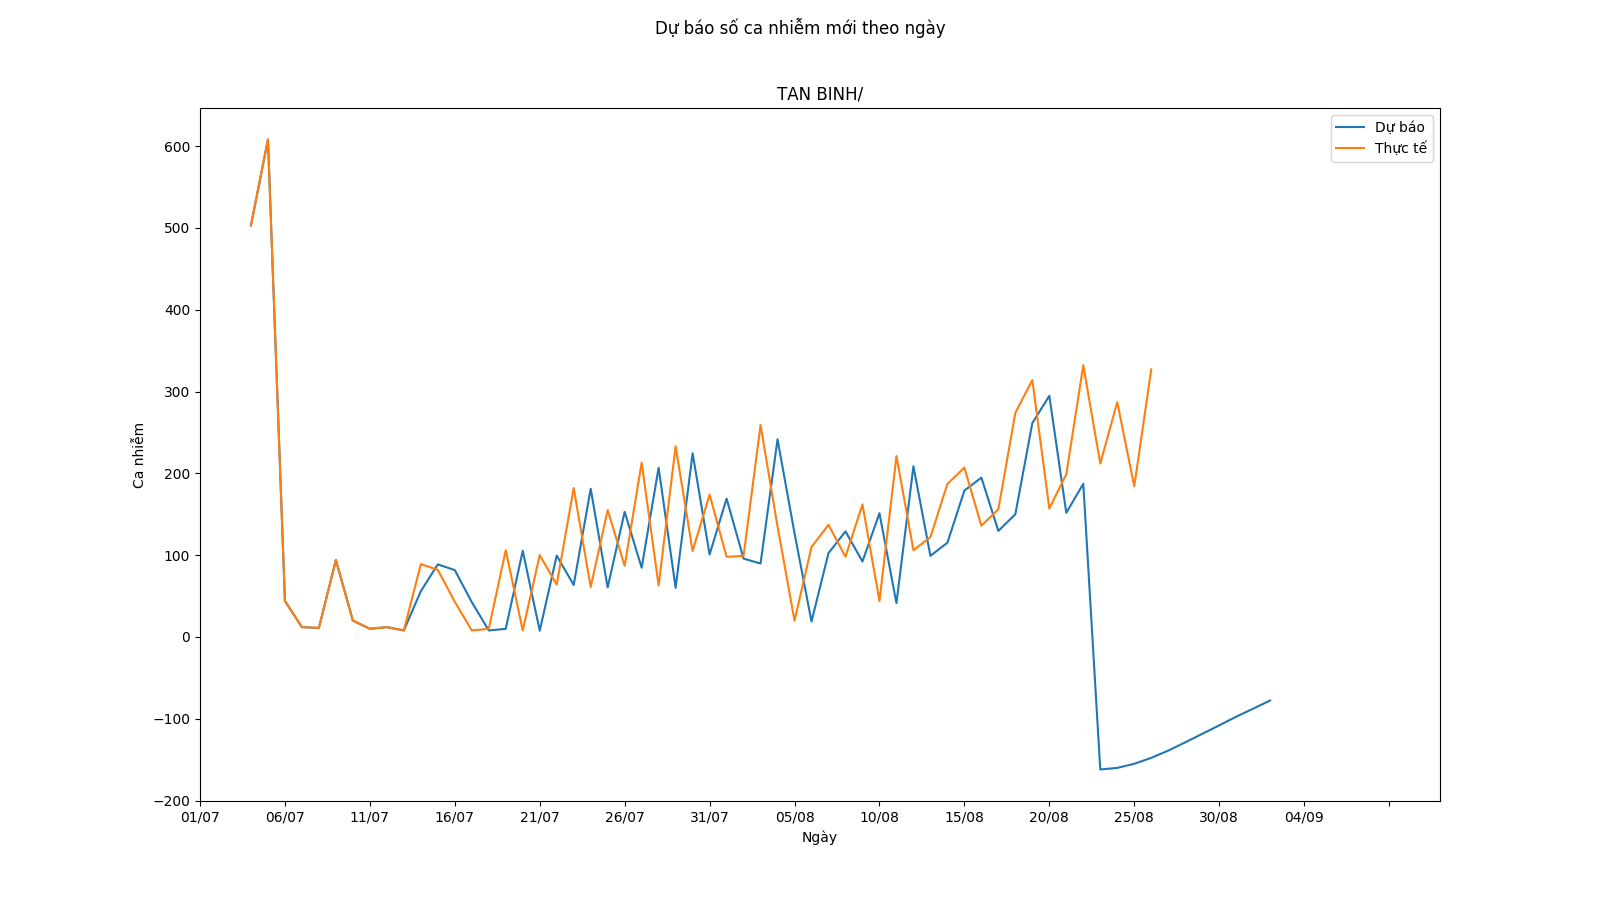 Dự báo số ca nhiễm mới theo ngày
TAN BINH/
Dự báo
Thực tế
600
500
400
300
200
100
0
−100
−200
Ca nhiễm
01/07 06/07 11/07 16/07 21/07 26/07 31/07 05/08 10/08 15/08 20/08 25/08 30/08 04/09
Ngày